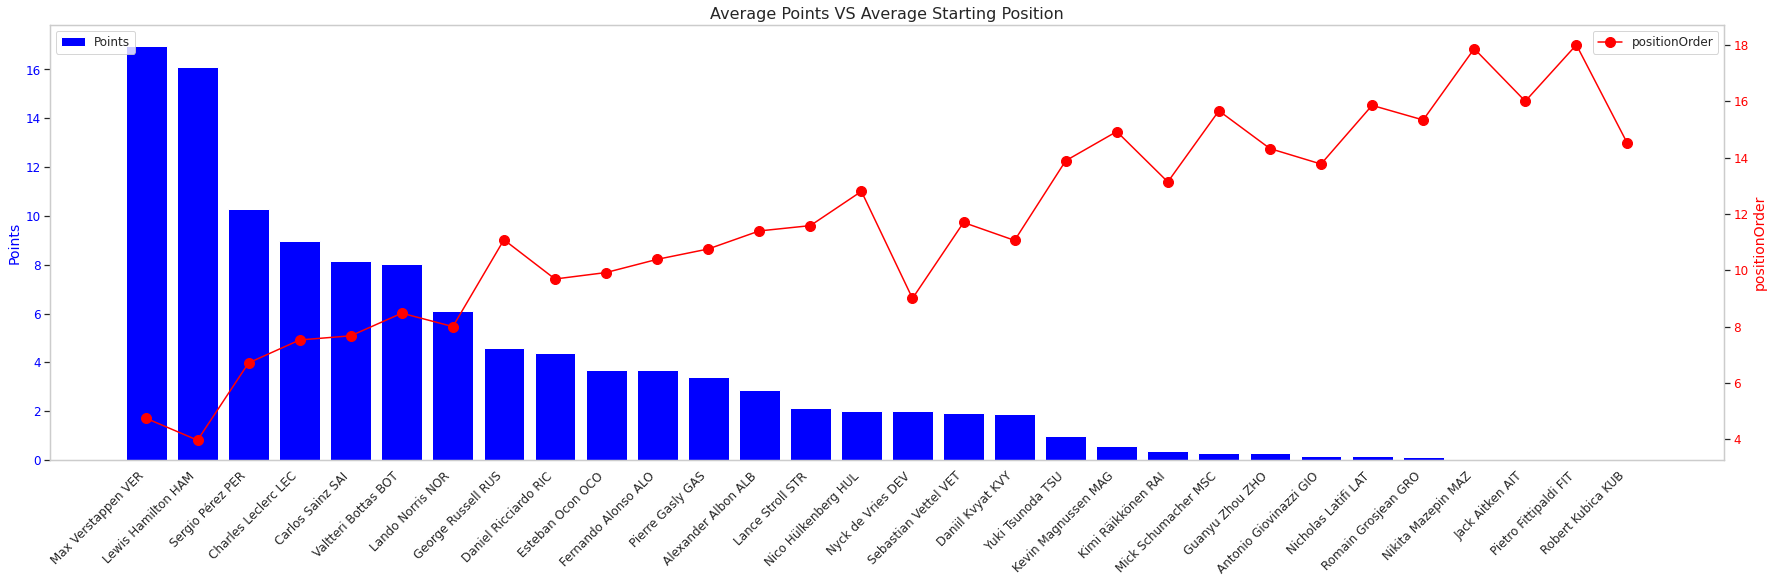 Average Points VS Average Starting Position
Points
positionOrder
16
14
12
10
8
6
4
2
0
Points
18
16
14
12
10
8
6
4
positionOrder
Max Verstappen VER
Lewis Hamilton HAM
Sergio Pérez PER
Charles Leclerc LEC
Carlos Sainz SAI
Valtteri Bottas BOT
Lando Norris NOR
George Russell RUS
Daniel Ricciardo RIC
Esteban Ocon OCO
Fernando Alonso ALO
Pierre Gasly GAS
Alexander Albon ALB
Lance Stroll STR
Nico Hülkenberg HUL
Nyck de Vries DEV
Sebastian Vettel VET
Daniil Kvyat KVY
Yuki Tsunoda TSU
Kevin Magnussen MAG
Kimi Räikkönen RAI
Mick Schumacher MSC
Guanyu Zhou ZHO
Antonio Giovinazzi GIO
Nicholas Latifi LAT
Romain Grosjean GRO
Nikita Mazepin MAZ
Jack Aitken AIT
Pietro Fittipaldi FIT
Robert Kubica KUB